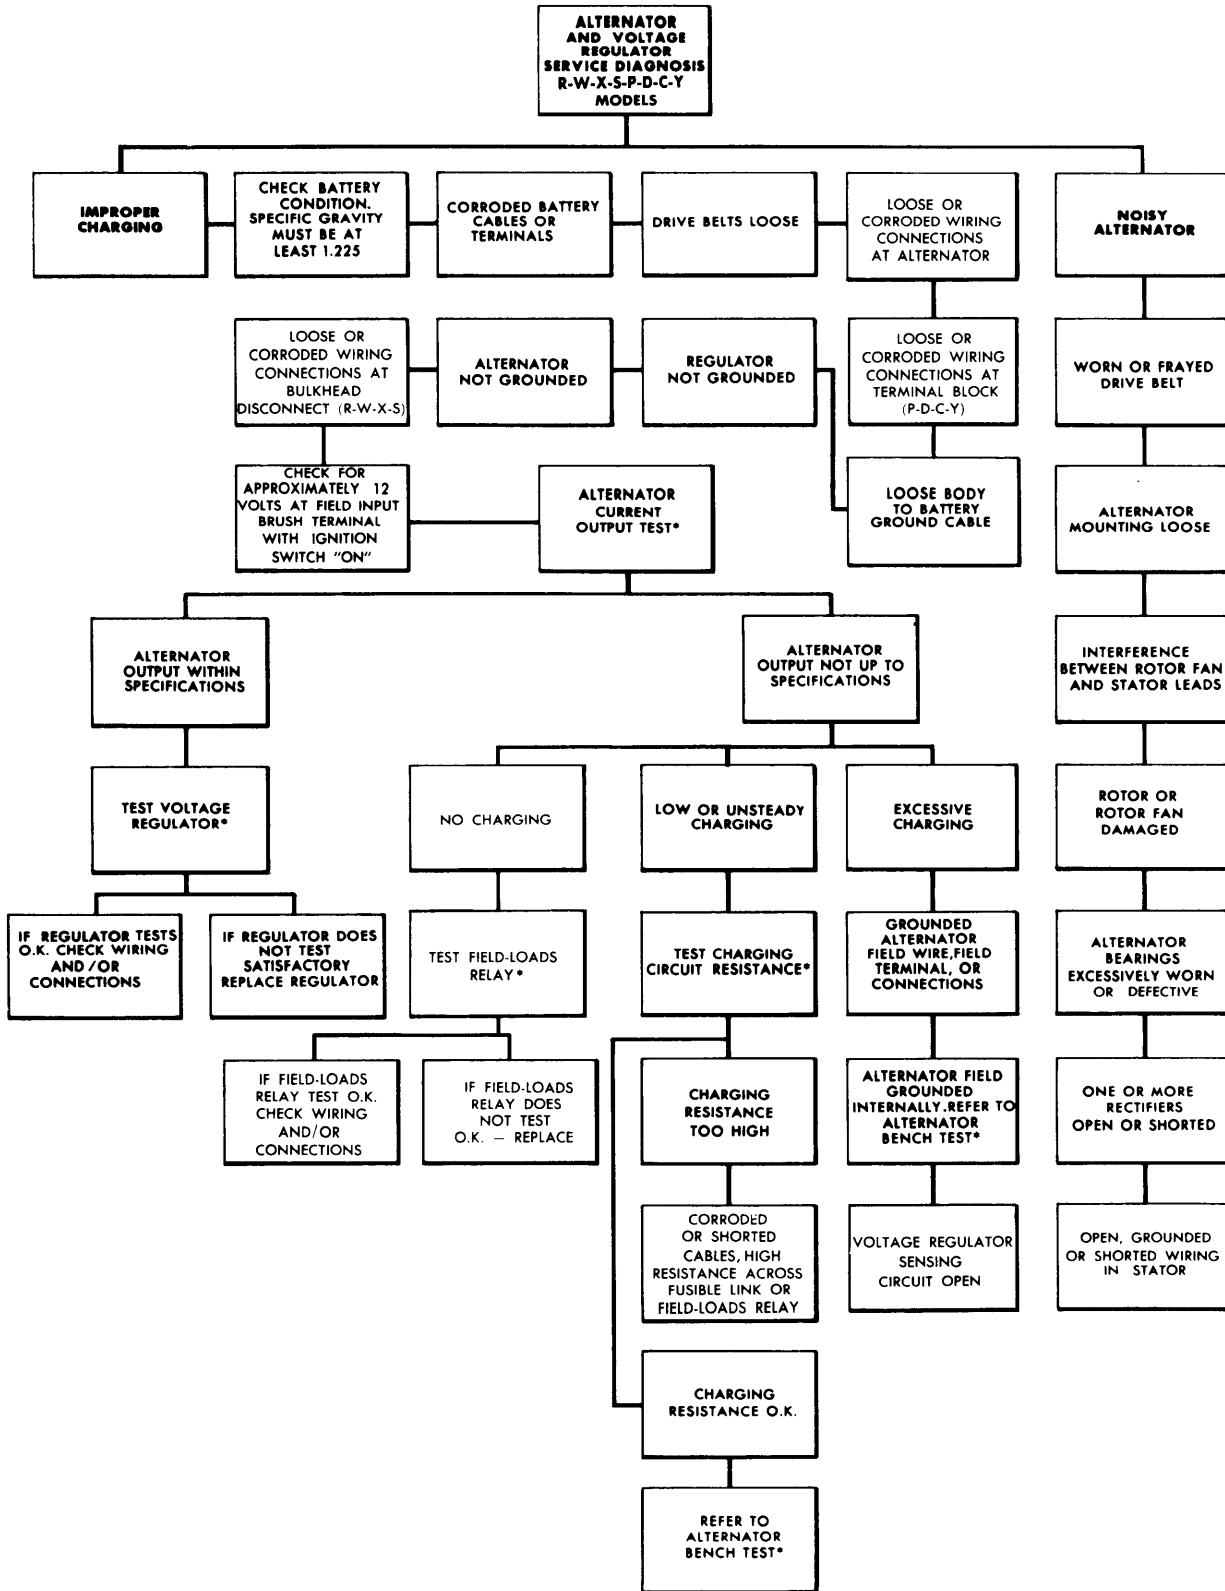 ALTERNATOR
AND VOLTAGE
REGULATOR
SERVICE DIAGNOSIS
R-W-X-S-P-D-C-Y
MODELS
IMPROPER
CHARGING
CHECK BATTERY
CONDITION.
SPECIFIC GRAVITY
MUST BE AT
LEAST 1.225
CORRODED BATTERY
CABLES OR
TERMINALS
DRIVE BELTS LOOSE
LOOSE OR
CORRODED WIRING
CONNECTIONS
AT ALTERNATOR
NOISY
ALTERNATOR
LOOSE OR
CORRODED WIRING
CONNECTIONS AT
BULKHEAD
DISCONNECT (R-W-X-S)
ALTERNATOR
NOT GROUNDED
REGULATOR
NOT GROUNDED
LOOSE OR
CORRODED WIRING
CONNECTIONS AT
TERMINAL BLOCK
(P-D-C-Y)
WORN OR FRAYED
DRIVE BELT
CHECK FOR
APPROXIMATELY 12
VOLTS AT FIELD INPUT
BRUSH TERMINAL
WITH IGNITION
SWITCH "ON"
ALTERNATOR
CURRENT
OUTPUT TEST*
LOOSE BODY
TO BATTERY
GROUND CABLE
ALTERNATOR
MOUNTING LOOSE
ALTERNATOR
OUTPUT WITHIN
SPECIFICATIONS
ALTERNATOR
OUTPUT NOT UP TO
SPECIFICATIONS
INTERFERENCE
BETWEEN ROTOR FAN
AND STATOR LEADS
TEST VOLTAGE
REGULATOR*
NO CHARGING
LOW OR UNSTEADY
CHARGING
EXCESSIVE
CHARGING
ROTOR OR
ROTOR FAN
DAMAGED
IF REGULATOR TESTS
O.K. CHECK WIRING
AND/OR
CONNECTIONS
IF REGULATOR DOES
NOT TEST
SATISFACTORY
REPLACE REGULATOR
TEST FIELD-LOADS
RELAY*
TEST CHARGING
CIRCUIT RESISTANCE*
GROUNDED
ALTERNATOR
FIELD WIRE, FIELD
TERMINAL, OR
CONNECTIONS
ALTERNATOR
BEARINGS
EXCESSIVELY WORN
OR DEFECTIVE
IF FIELD-LOADS
RELAY TEST O.K.
CHECK WIRING
AND/OR
CONNECTIONS
IF FIELD-LOADS
RELAY DOES
NOT TEST
O.K. – REPLACE
CHARGING
RESISTANCE
TOO HIGH
ALTERNATOR FIELD
GROUNDED
INTERNALLY. REFER TO
ALTERNATOR
BENCH TEST*
ONE OR MORE
RECTIFIERS
OPEN OR SHORTED
CORRODED
OR SHORTED
CABLES, HIGH
RESISTANCE ACROSS
FUSIBLE LINK OR
FIELD-LOADS RELAY
VOLTAGE REGULATOR
SENSING
CIRCUIT OPEN
OPEN, GROUNDED
OR SHORTED WIRING
IN STATOR
CHARGING
RESISTANCE O.K.
REFER TO
ALTERNATOR
BENCH TEST*